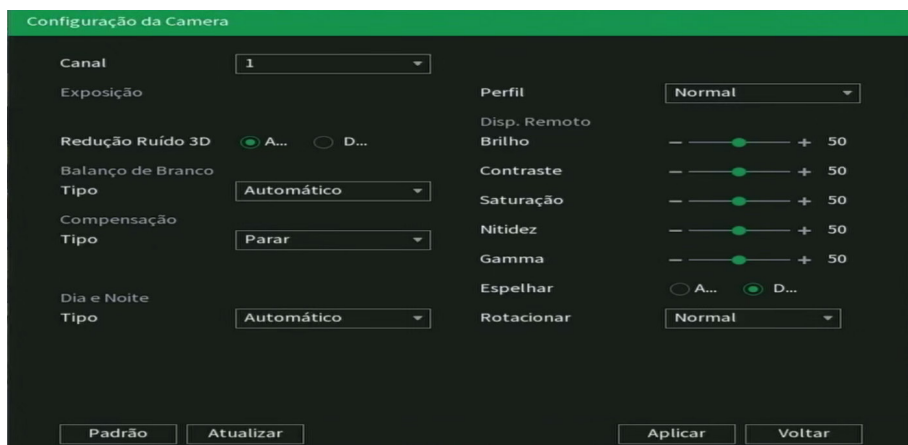 Configuração da Camera
Canal 1
Exposição
Redução Ruído 3D A... D...
Balanço de Branco
Tipo Automático
Compensação
Tipo Parar
Dia e Noite
Tipo Automático
Perfil Normal
Disp. Remoto
Brilho 50
Contraste 50
Saturação 50
Nitidez 50
Gamma 50
Espelhar A... D...
Rotacionar Normal
Padrão Atualizar Aplicar Voltar